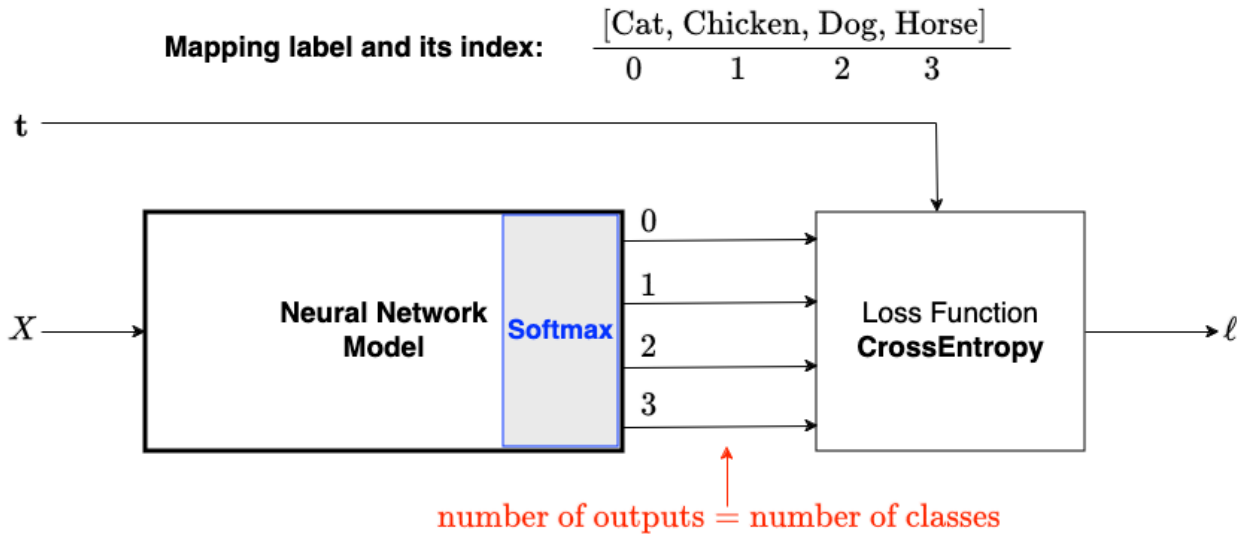 Mapping label and its index: [Cat, Chicken, Dog, Horse]
0 1 2 3
t
0
1
Neural Network
Model
Softmax
X
2
3
Loss Function
CrossEntropy
ℓ
number of outputs = number of classes